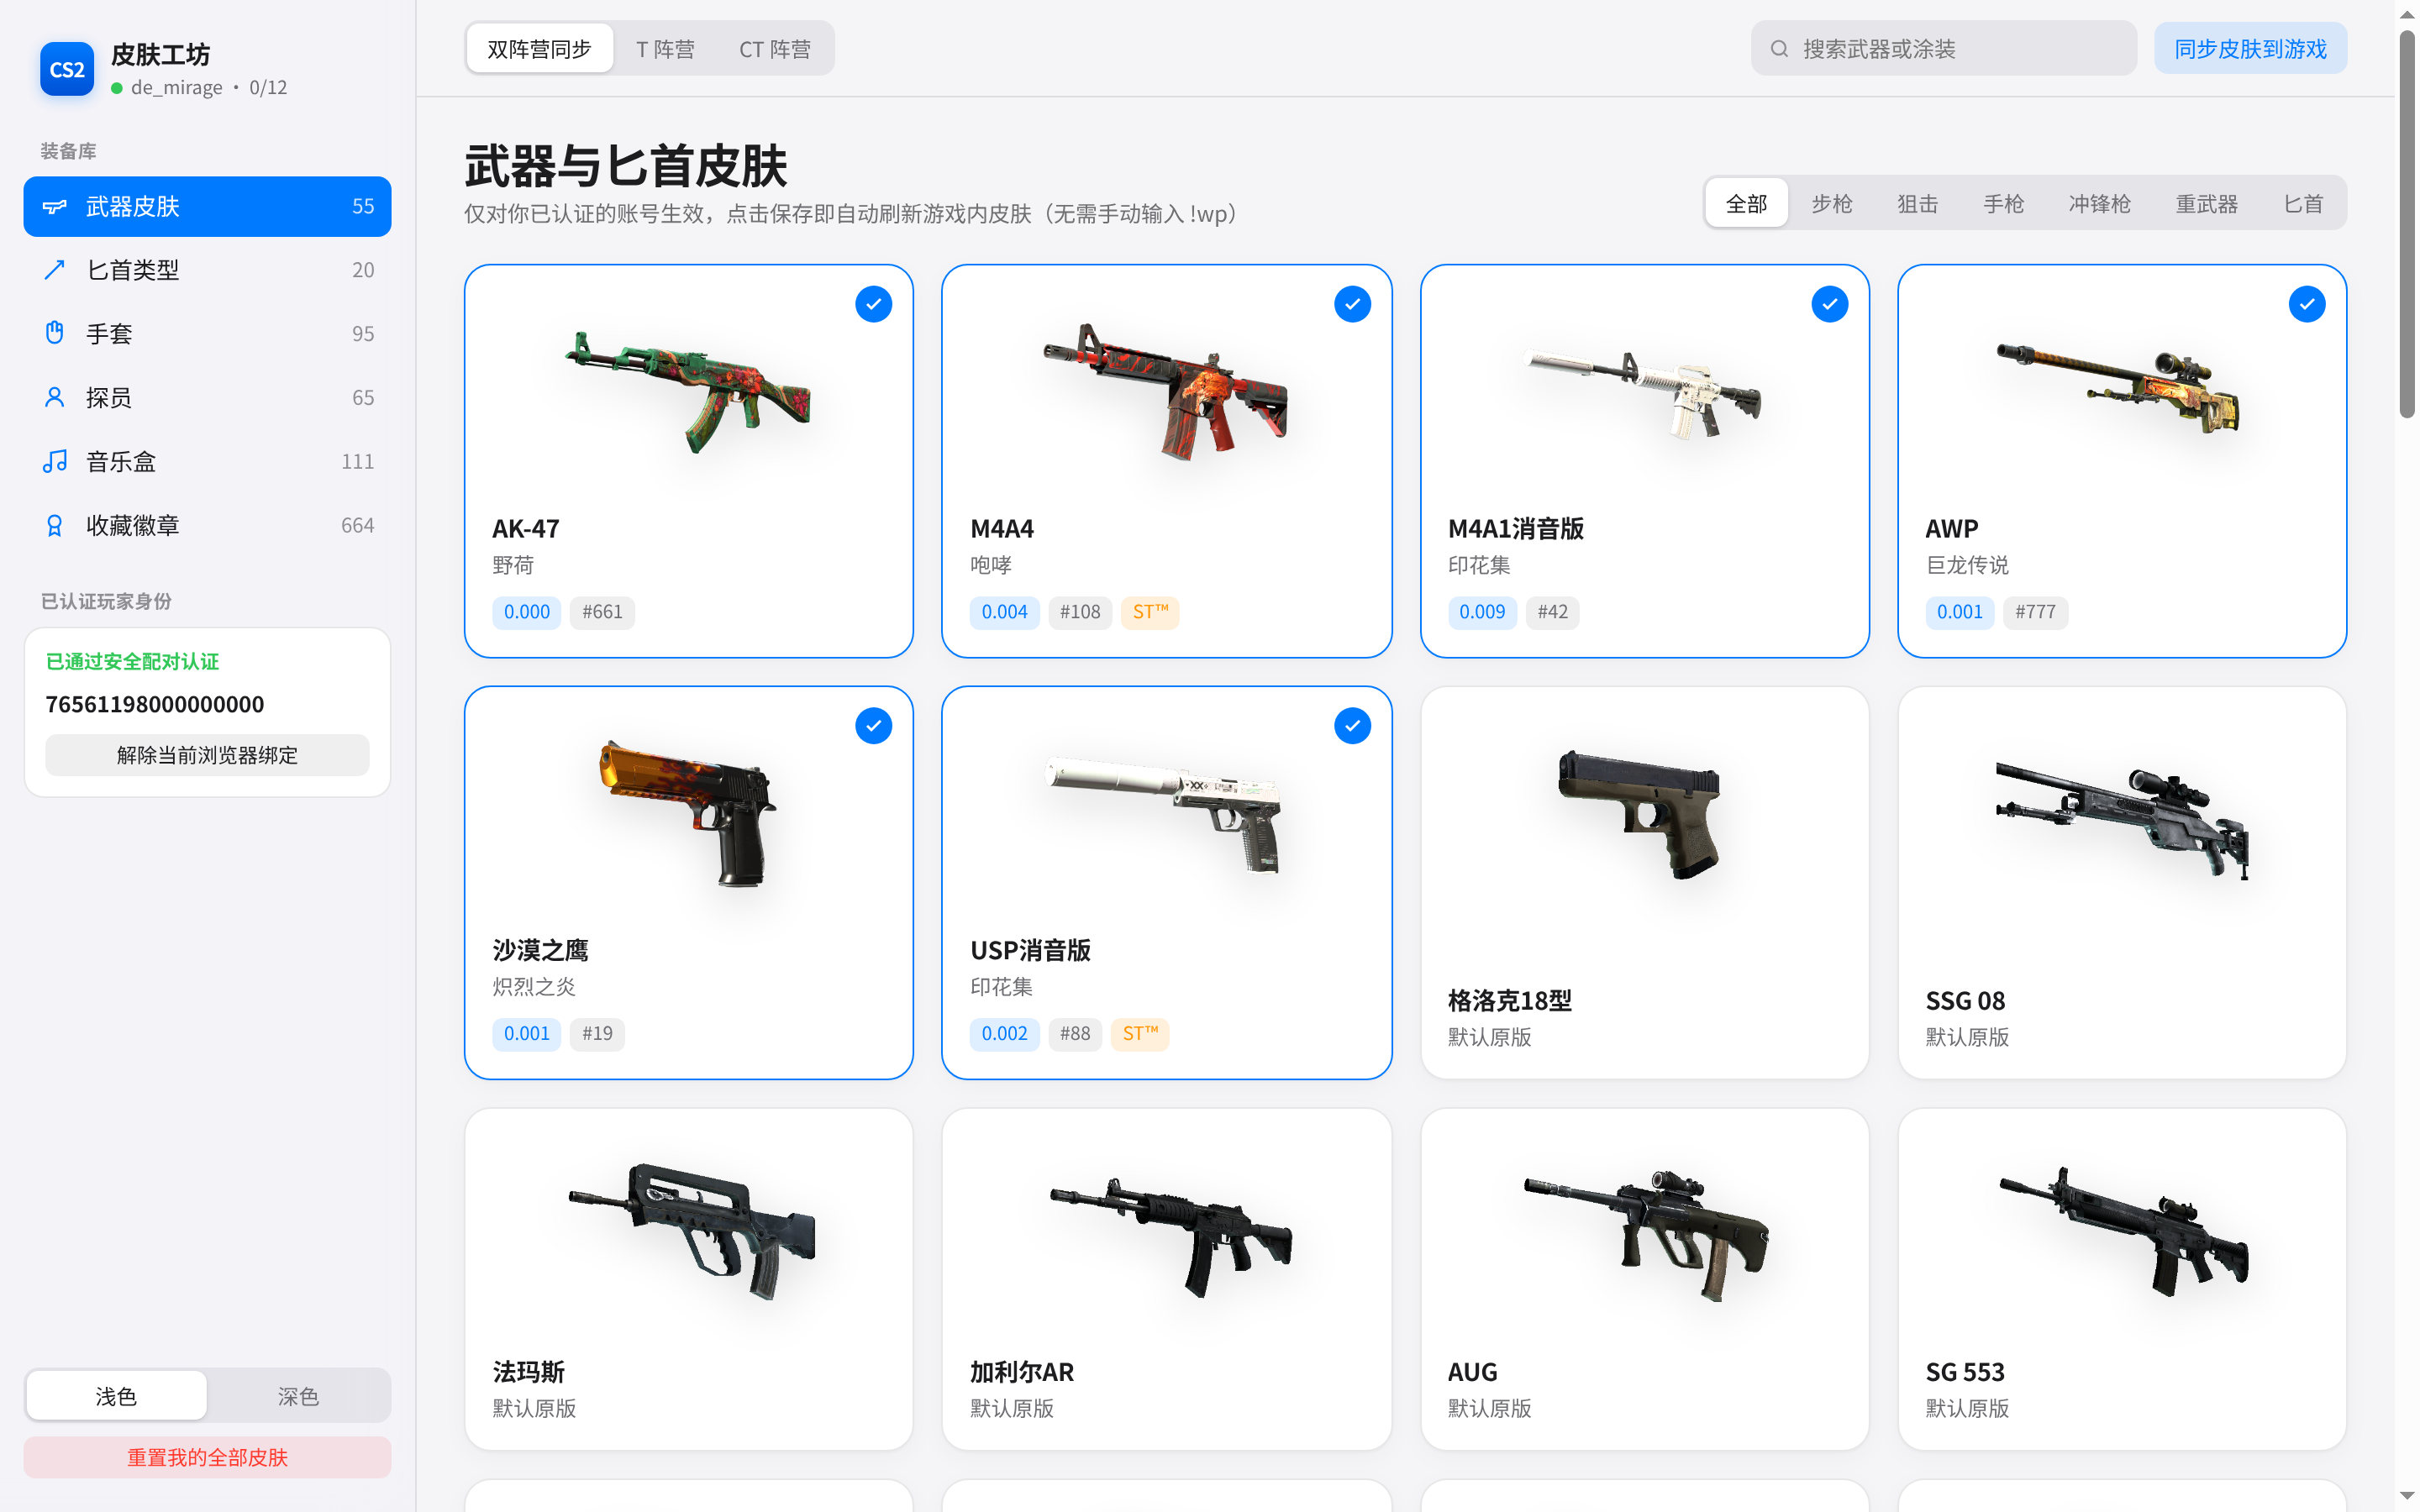 CS2
皮肤工坊
de_mirage • 0/12
装备库
武器皮肤 55
匕首类型 20
手套 95
探员 65
音乐盒 111
收藏徽章 664
已认证玩家身份
已通过安全配对认证
76561198000000000
解除当前浏览器绑定
浅色 深色
重置我的全部皮肤
双阵营同步 T 阵营 CT 阵营
搜索武器或涂装
同步皮肤到游戏
武器与匕首皮肤
仅对你已认证的账号生效，点击保存即自动刷新游戏内皮肤（无需手动输入 !wp）
全部 步枪 狙击 手枪 冲锋枪 重武器 匕首
AK-47
野荷
0.000 #661
M4A4
咆哮
0.004 #108 ST™
M4A1消音版
印花集
0.009 #42
AWP
巨龙传说
0.001 #777
沙漠之鹰
炽烈之炎
0.001 #19
USP消音版
印花集
0.002 #88 ST™
格洛克18型
默认原版
SSG 08
默认原版
法玛斯
默认原版
加利尔AR
默认原版
AUG
默认原版
SG 553
默认原版